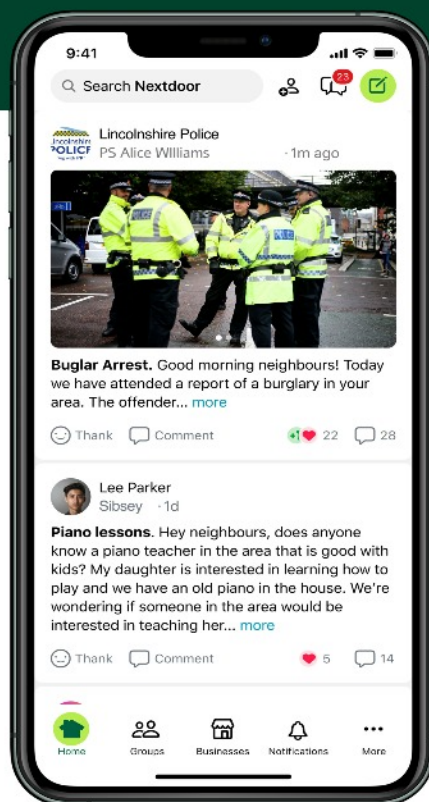 9:41
Search Nextdoor
23
Lincolnshire
POLICE
Lincolnshire Police
PS Alice WIlliams · 1m ago
Buglar Arrest. Good morning neighbours! Today
we have attended a report of a burglary in your
area. The offender... more
Thank Comment +1 22 28
Lee Parker
Sibsey · 1d
Piano lessons. Hey neighbours, does anyone
know a piano teacher in the area that is good with
kids? My daughter is interested in learning how to
play and we have an old piano in the house. We're
wondering if someone in the area would be
interested in teaching her... more
Thank Comment 5 14
Home Groups Businesses Notifications More